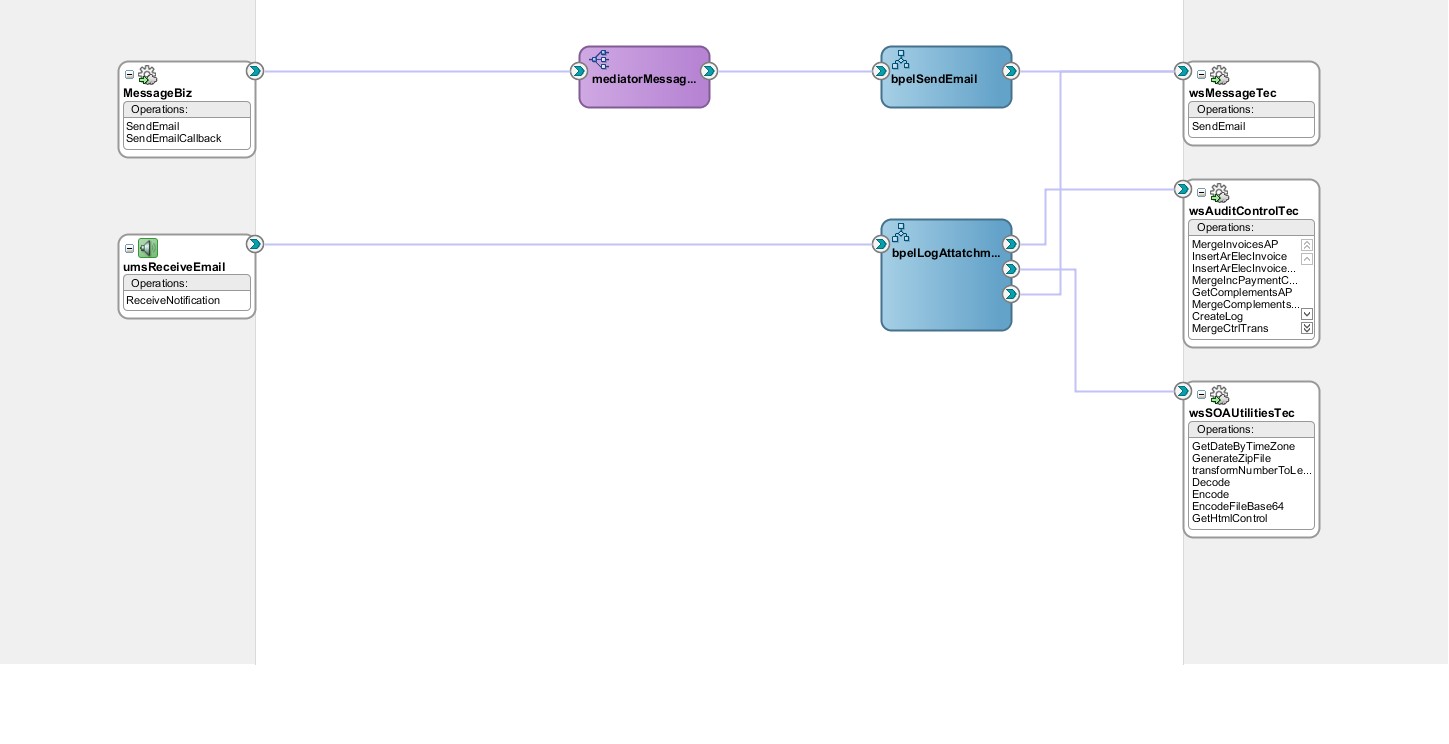 MessageBiz
Operations:
SendEmail
SendEmailCallback
mediatorMessag...
bpelSendEmail
wsMessageTec
Operations:
SendEmail
umsReceiveEmail
Operations:
ReceiveNotification
bpelLogAttatchm...
wsAuditControlTec
Operations:
MergeInvoicesAP
InsertArElecInvoice
InsertArElecInvoice...
MergeIncPaymentC...
GetComplementsAP
MergeComplements...
CreateLog
MergeCtrlTrans
wsSOAUtilitiesTec
Operations:
GetDateByTimeZone
GenerateZipFile
transformNumberToLe...
Decode
Encode
EncodeFileBase64
GetHtmlControl